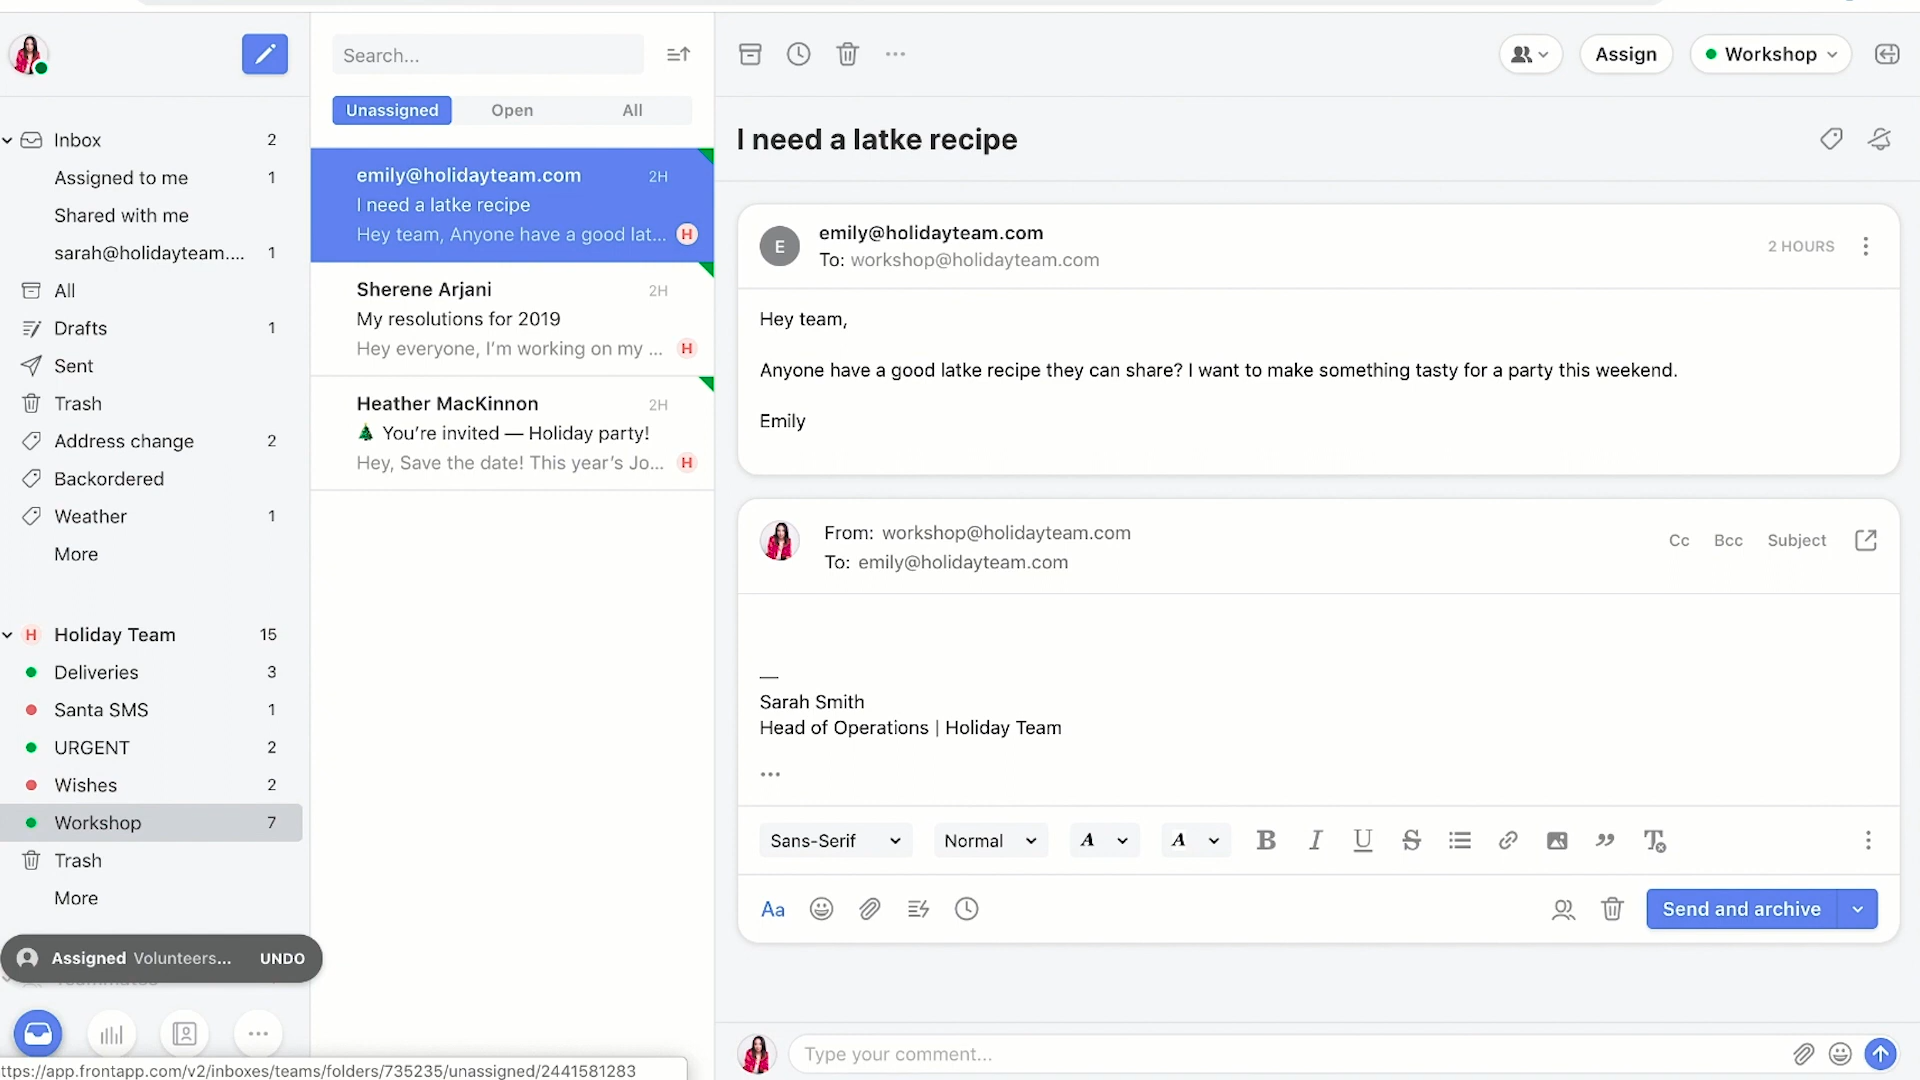 Inbox 2
Assigned to me 1
Shared with me
sarah@holidayteam.... 1
All
Drafts 1
Sent
Trash
Address change 2
Backordered
Weather 1
More
H Holiday Team 15
Deliveries 3
Santa SMS 1
URGENT 2
Wishes 2
Workshop 7
Trash
More
Assigned Volunteers... UNDO
Teammates
ttps://app.frontapp.com/v2/inboxes/teams/folders/735235/unassigned/2441581283
Search...
Unassigned Open All
emily@holidayteam.com 2H
I need a latke recipe
Hey team, Anyone have a good lat... H
Sherene Arjani 2H
My resolutions for 2019
Hey everyone, I’m working on my ... H
Heather MacKinnon 2H
🎄 You’re invited — Holiday party!
Hey, Save the date! This year’s Jo... H
Assign Workshop
I need a latke recipe
E
emily@holidayteam.com
To: workshop@holidayteam.com
2 HOURS
Hey team,
Anyone have a good latke recipe they can share? I want to make something tasty for a party this weekend.
Emily
From: workshop@holidayteam.com
To: emily@holidayteam.com
Cc Bcc Subject
—
Sarah Smith
Head of Operations | Holiday Team
...
Sans-Serif Normal A A B I U S T
Aa Send and archive
Type your comment...